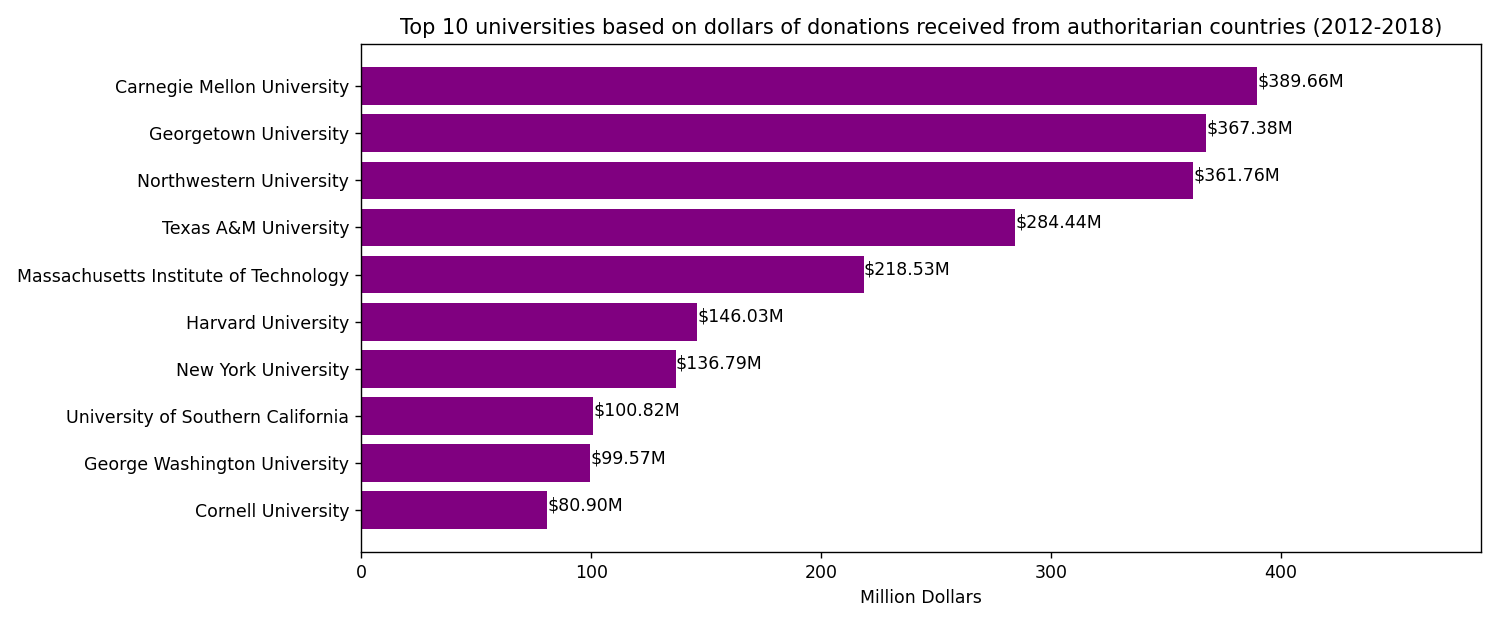 Top 10 universities based on dollars of donations received from authoritarian countries (2012-2018)
Carnegie Mellon University $389.66M
Georgetown University $367.38M
Northwestern University $361.76M
Texas A&M University $284.44M
Massachusetts Institute of Technology $218.53M
Harvard University $146.03M
New York University $136.79M
University of Southern California $100.82M
George Washington University $99.57M
Cornell University $80.90M
0 100 200 300 400
Million Dollars